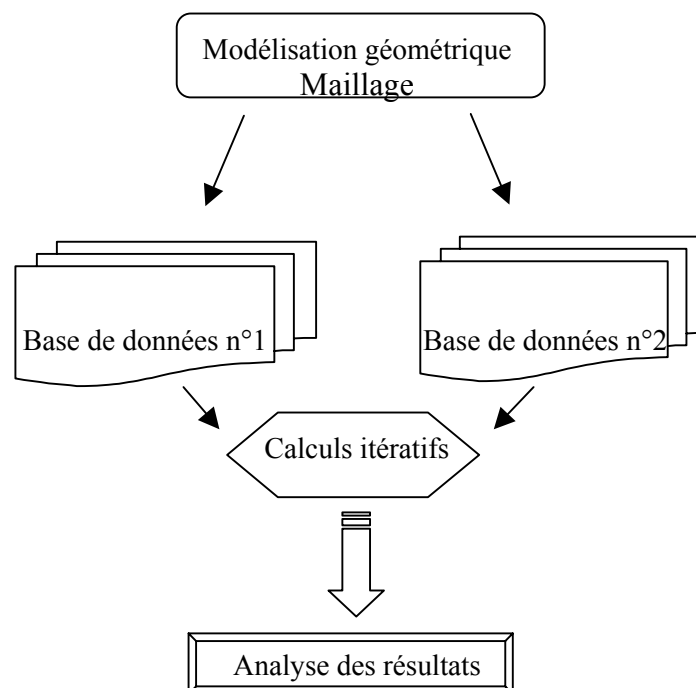 Modélisation géométrique
Maillage
Base de données n°1
Base de données n°2
Calculs itératifs
Analyse des résultats